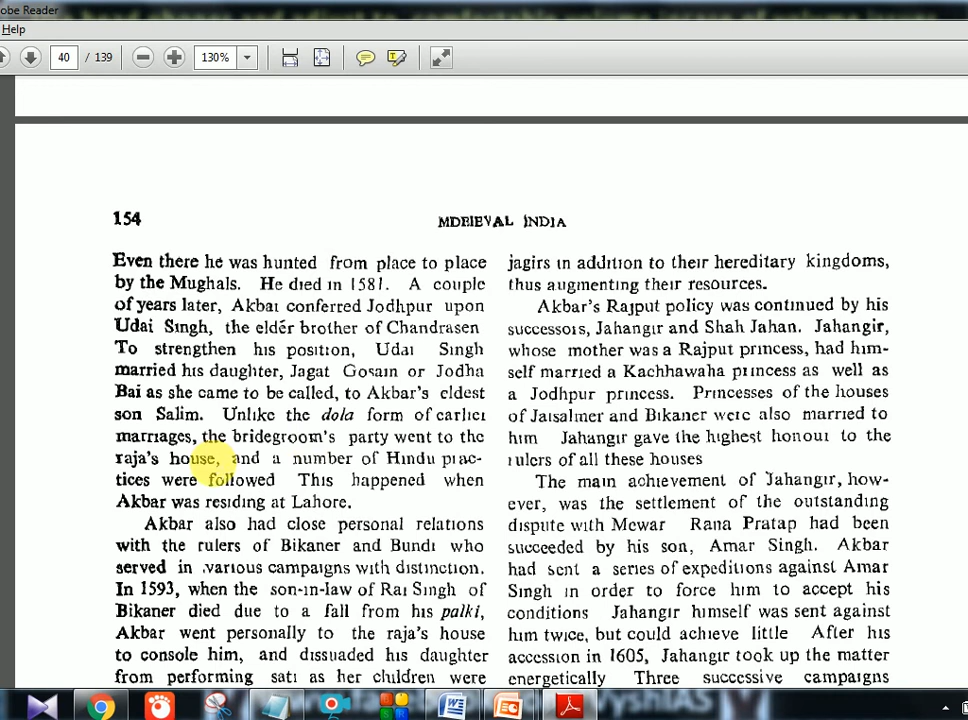 dobe Reader
Help
40 / 139
130%
154
MDRIEVAL INDIA
Even there he was hunted from place to place
by the Mughals. He died in 1581. A couple
of years later, Akbar conferred Jodhpur upon
Udai Singh, the elder brother of Chandrasen
To strengthen his position, Udai Singh
married his daughter, Jagat Gosain or Jodha
Bai as she came to be called, to Akbar's eldest
son Salim. Unlike the dola form of earlier
marriages, the bridegroom's party went to the
raja's house, and a number of Hindu prac-
tices were followed This happened when
Akbar was residing at Lahore.
Akbar also had close personal relations
with the rulers of Bikaner and Bundi who
served in various campaigns with distinction.
In 1593, when the son-in-law of Rai Singh of
Bikaner died due to a fall from his palki,
Akbar went personally to the raja's house
to console him, and dissuaded his daughter
from performing sati as her children were
jagirs in addition to their hereditary kingdoms,
thus augmenting their resources.
Akbar's Rajput policy was continued by his
successors, Jahangir and Shah Jahan. Jahangir,
whose mother was a Rajput princess, had him-
self married a Kachhawaha princess as well as
a Jodhpur princess. Princesses of the houses
of Jaisalmer and Bikaner were also married to
him Jahangir gave the highest honour to the
rulers of all these houses
The main achievement of Jahangir, how-
ever, was the settlement of the outstanding
dispute with Mewar Rana Pratap had been
succeeded by his son, Amar Singh. Akbar
had sent a series of expeditions against Amar
Singh in order to force him to accept his
conditions Jahangir himself was sent against
him twice, but could achieve little After his
accession in 1605, Jahangir took up the matter
energetically Three successive campaigns
VyshIAS